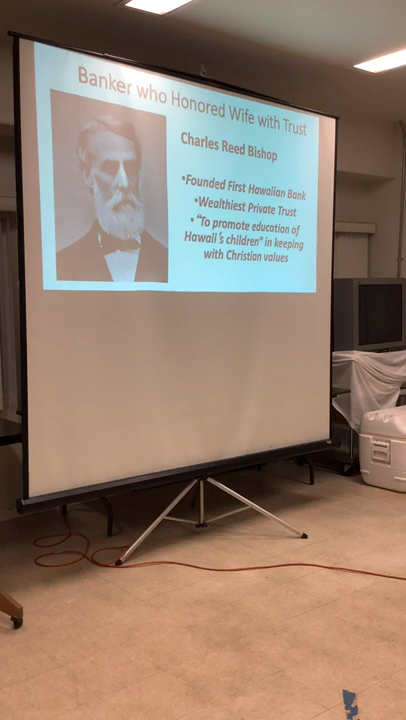 Banker who Honored Wife with Trust
Charles Reed Bishop
•Founded First Hawaiian Bank
•Wealthiest Private Trust
• "To promote education of
Hawaii's children" in keeping
with Christian values